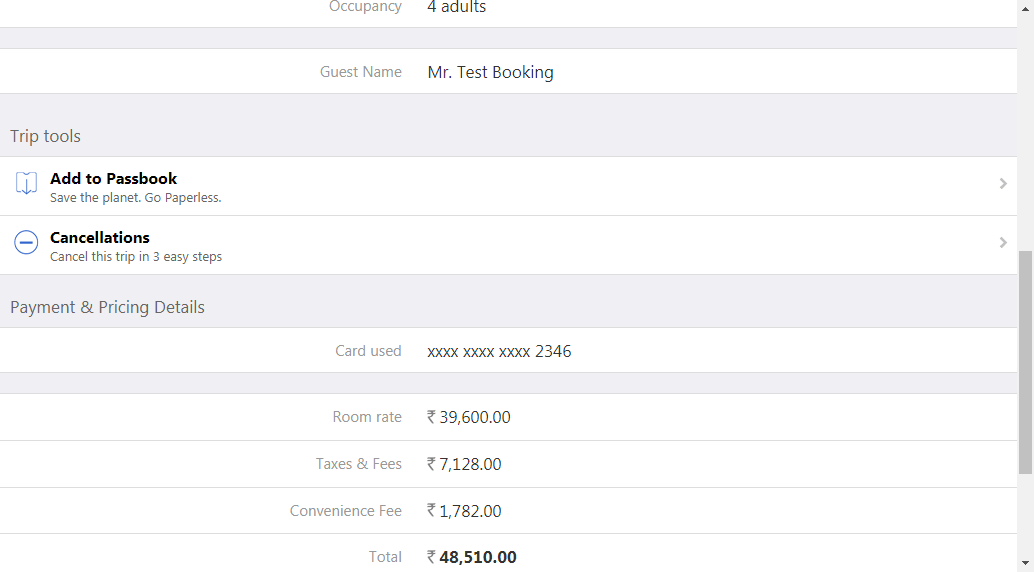 Occupancy 4 adults
Guest Name Mr. Test Booking
Trip tools
Add to Passbook
Save the planet. Go Paperless.
Cancellations
Cancel this trip in 3 easy steps
Payment & Pricing Details
Card used xxxx xxxx xxxx 2346
Room rate ₹ 39,600.00
Taxes & Fees ₹ 7,128.00
Convenience Fee ₹ 1,782.00
Total ₹ 48,510.00